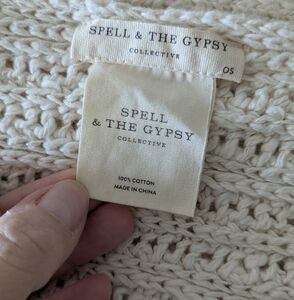 SPELL & THE GYPSY
COLLECTIVE
OS
SPELL
& THE GYPSY
COLLECTIVE
100% COTTON
MADE IN CHINA